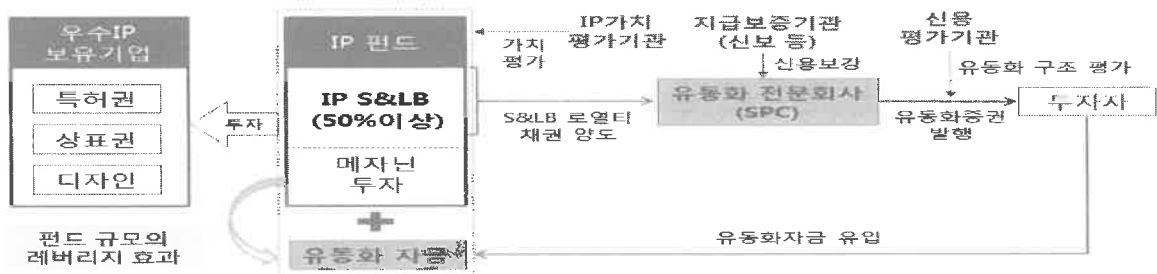 우수IP
보유기업
특허권
상표권
디자인
펀드 규모의
레버리지 효과
투자
IP 펀드
IP S&LB
(50%이상)
메자닌
투자
유동화 자금
가치
평가
IP가치
평가기관
지급보증기관
(신보 등)
신용보강
신용
평가기관
유동화 구조 평가
S&LB 로열티
채권 양도
유동화 전문회사
(SPC)
유동화증권
발행
투자자
유동화자금 유입